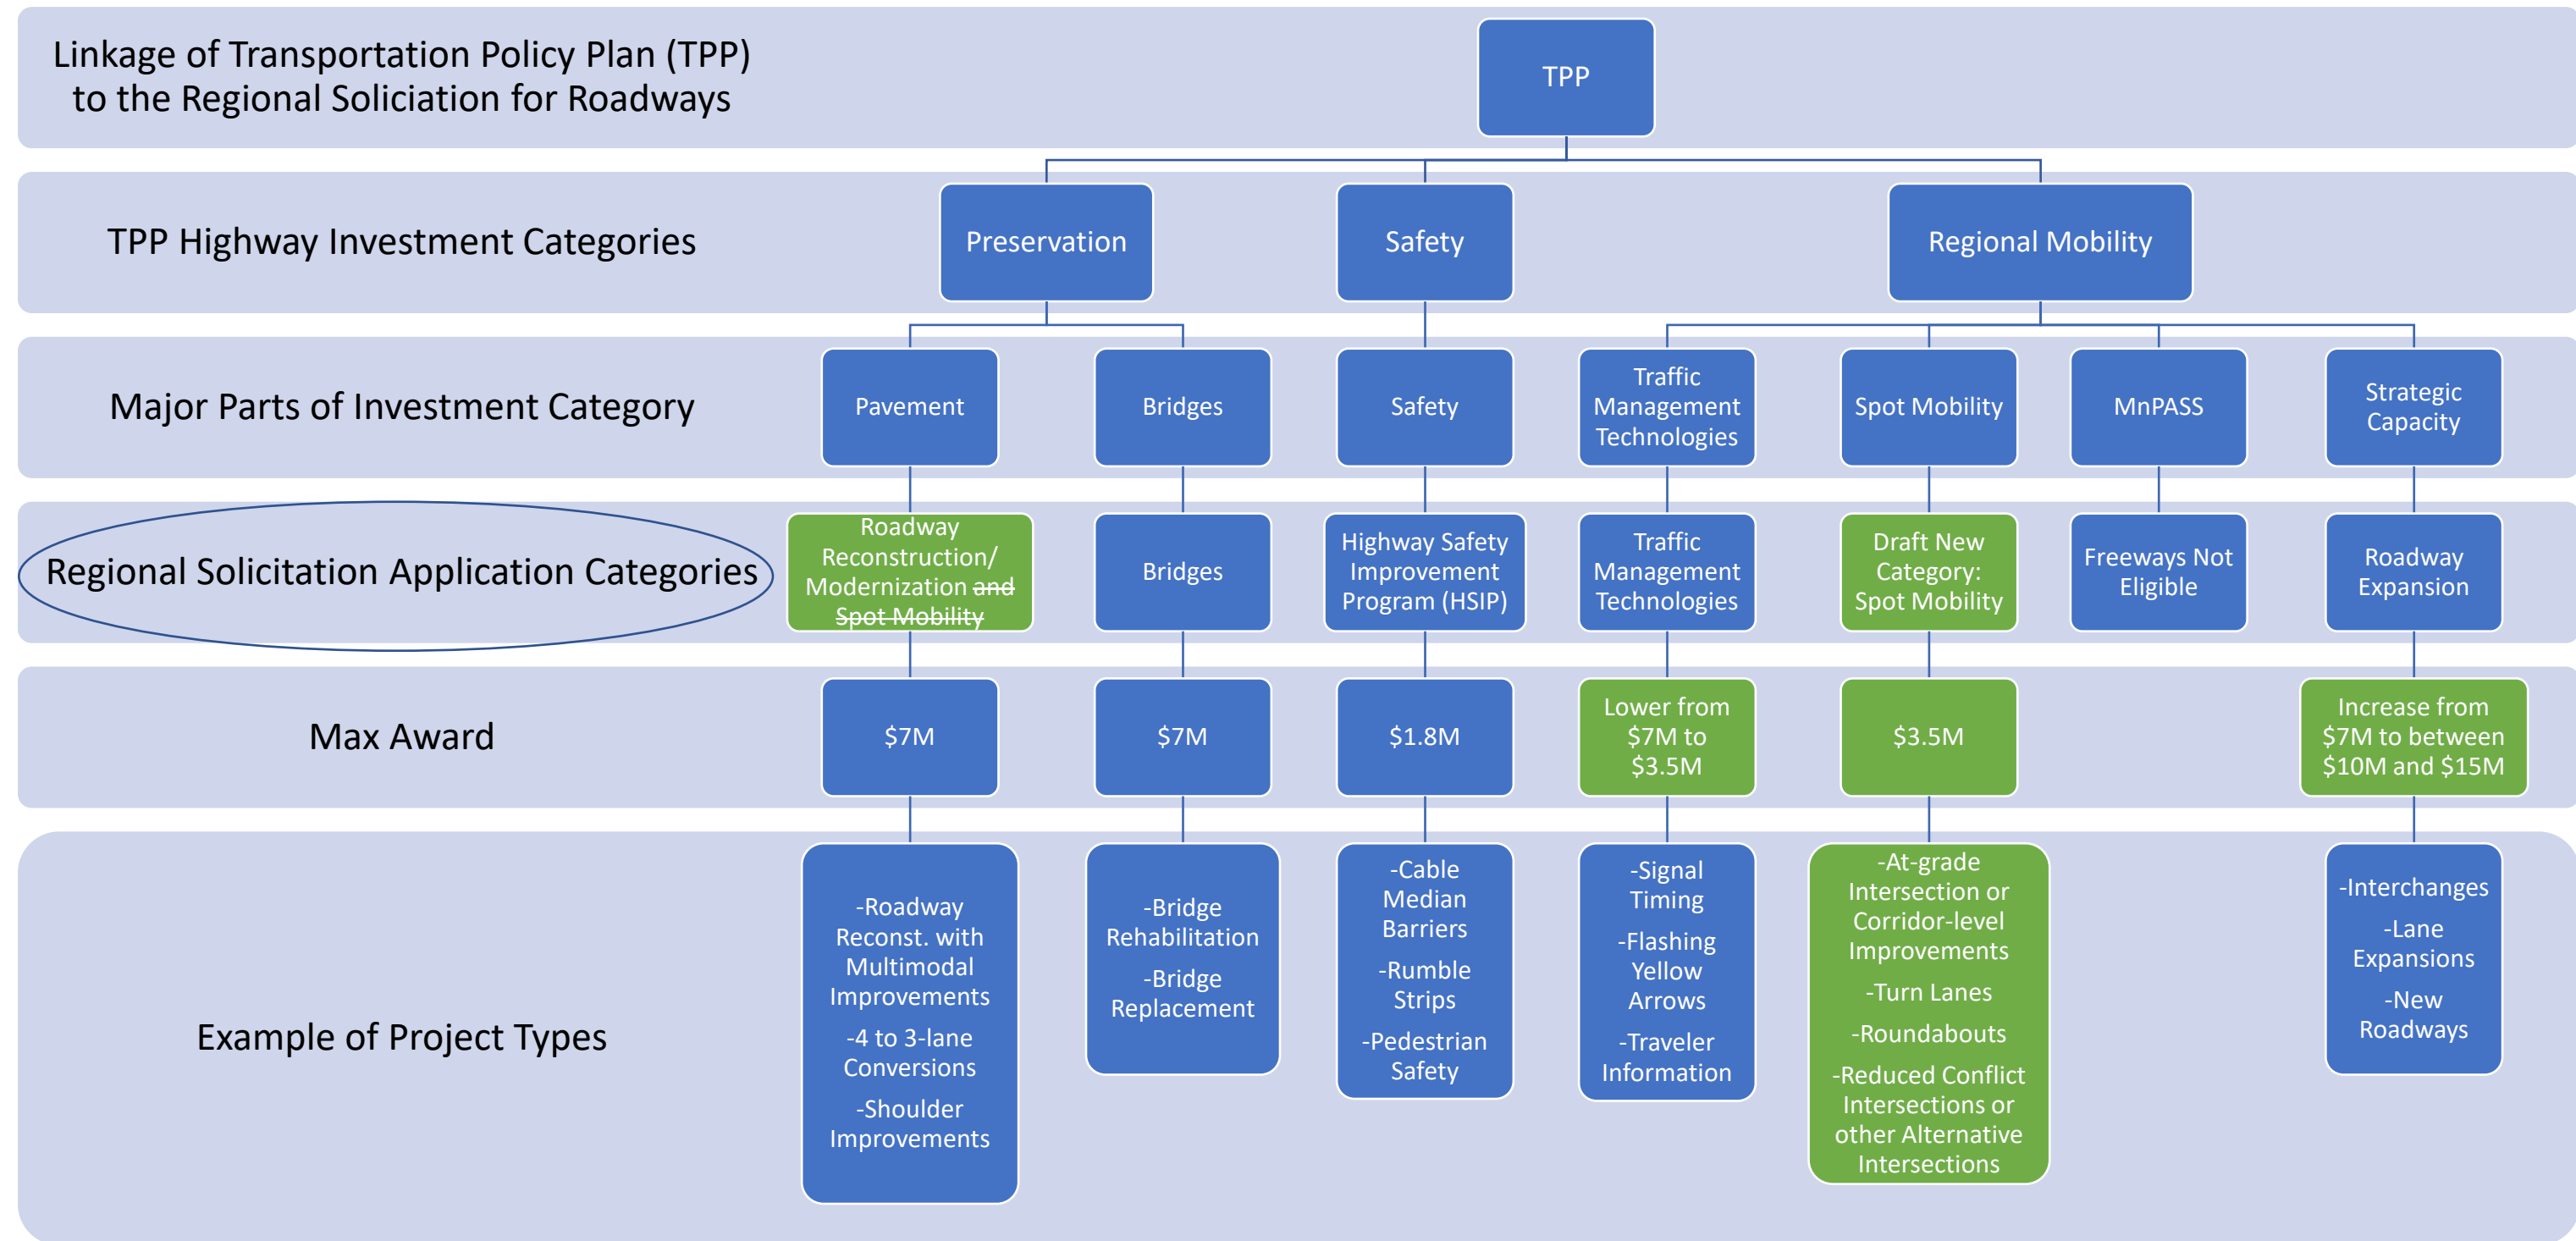 Linkage of Transportation Policy Plan (TPP)
to the Regional Soliciation for Roadways
TPP
TPP Highway Investment Categories
Preservation
Safety
Regional Mobility
Major Parts of Investment Category
Pavement
Bridges
Safety
Traffic
Management
Technologies
Spot Mobility
MnPASS
Strategic
Capacity
Regional Solicitation Application Categories
Roadway
Reconstruction/
Modernization and
Spot Mobility
Bridges
Highway Safety
Improvement
Program (HSIP)
Traffic
Management
Technologies
Draft New
Category:
Spot Mobility
Freeways Not
Eligible
Roadway
Expansion
Max Award
$7M
$7M
$1.8M
Lower from
$7M to
$3.5M
$3.5M
Increase from
$7M to between
$10M and $15M
Example of Project Types
-Roadway
Reconst. with
Multimodal
Improvements
-4 to 3-lane
Conversions
-Shoulder
Improvements
-Bridge
Rehabilitation
-Bridge
Replacement
-Cable
Median
Barriers
-Rumble
Strips
-Pedestrian
Safety
-Signal
Timing
-Flashing
Yellow
Arrows
-Traveler
Information
-At-grade
Intersection or
Corridor-level
Improvements
-Turn Lanes
-Roundabouts
-Reduced Conflict
Intersections or
other Alternative
Intersections
-Interchanges
-Lane
Expansions
-New
Roadways